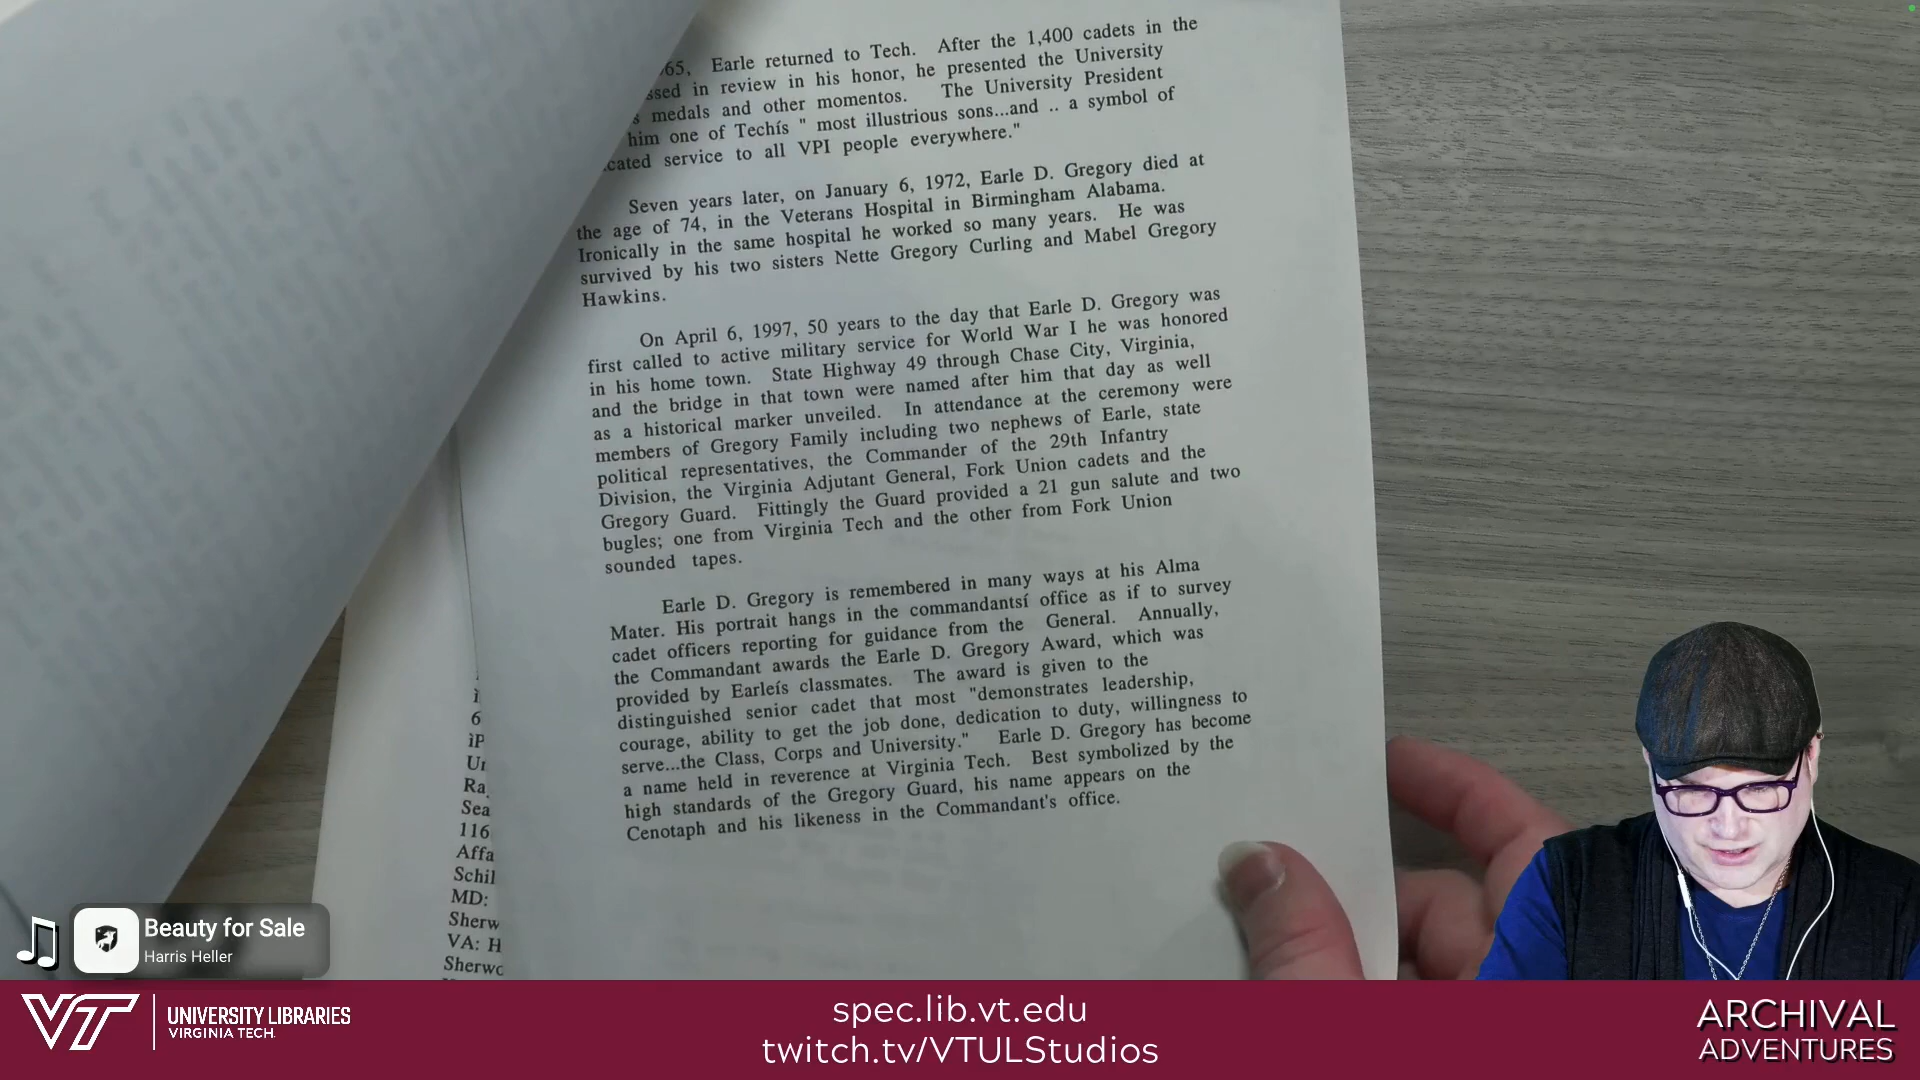 65, Earle returned to Tech. After the 1,400 cadets in the
ssed in review in his honor, he presented the University
s medals and other momentos. The University President
him one of Techís " most illustrious sons...and .. a symbol of
cated service to all VPI people everywhere."
Seven years later, on January 6, 1972, Earle D. Gregory died at
the age of 74, in the Veterans Hospital in Birmingham Alabama.
Ironically in the same hospital he worked so many years. He was
survived by his two sisters Nette Gregory Curling and Mabel Gregory
Hawkins.
On April 6, 1997, 50 years to the day that Earle D. Gregory was
first called to active military service for World War I he was honored
in his home town. State Highway 49 through Chase City, Virginia,
and the bridge in that town were named after him that day as well
as a historical marker unveiled. In attendance at the ceremony were
members of Gregory Family including two nephews of Earle, state
political representatives, the Commander of the 29th Infantry
Division, the Virginia Adjutant General, Fork Union cadets and the
Gregory Guard. Fittingly the Guard provided a 21 gun salute and two
bugles; one from Virginia Tech and the other from Fork Union
sounded tapes.
Earle D. Gregory is remembered in many ways at his Alma
Mater. His portrait hangs in the commandantsí office as if to survey
cadet officers reporting for guidance from the General. Annually,
the Commandant awards the Earle D. Gregory Award, which was
provided by Earleís classmates. The award is given to the
distinguished senior cadet that most "demonstrates leadership,
courage, ability to get the job done, dedication to duty, willingness to
serve...the Class, Corps and University." Earle D. Gregory has become
a name held in reverence at Virginia Tech. Best symbolized by the
high standards of the Gregory Guard, his name appears on the
Cenotaph and his likeness in the Commandant's office.
6
ìP
Ur
Ra
Sea
116
Affa
Schil
MD:
Sherw
VA: H
Sherwo
Beauty for Sale
Harris Heller
VT
UNIVERSITY LIBRARIES
VIRGINIA TECH
spec.lib.vt.edu
twitch.tv/VTULStudios
ARCHIVAL
ADVENTURES